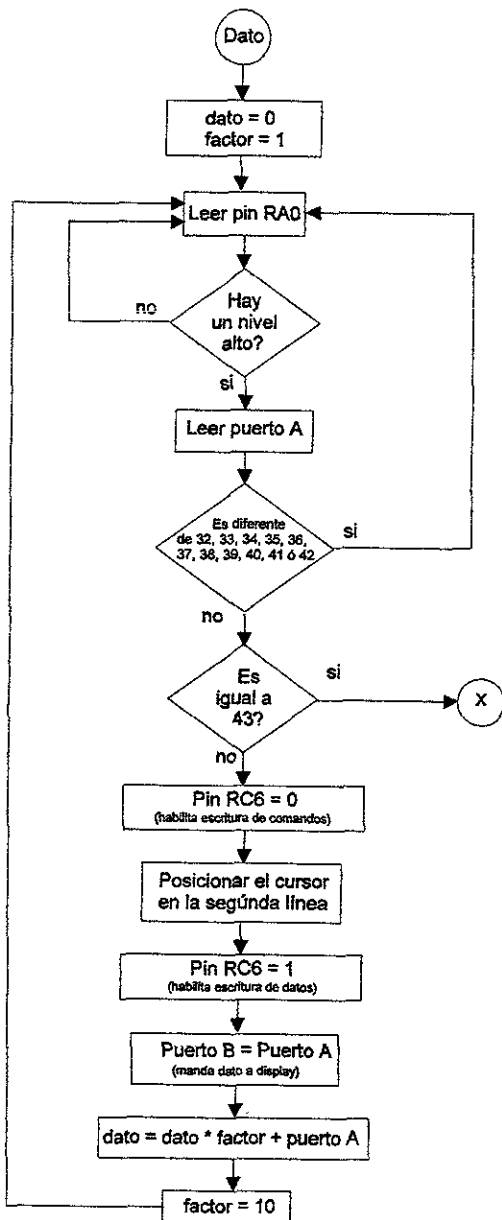 Dato
dato = 0
factor = 1
Leer pin RA0
Hay
un nivel
alto?
no
si
Leer puerto A
Es diferente
de 32, 33, 34, 35, 36,
37, 38, 39, 40, 41 ó 42
si
no
Es
igual a
43?
si
X
no
Pin RC6 = 0
(habilita escritura de comandos)
Posicionar el cursor
en la segúnda línea
Pin RC6 = 1
(habilita escritura de datos)
Puerto B = Puerto A
(manda dato a display)
dato = dato * factor + puerto A
factor = 10